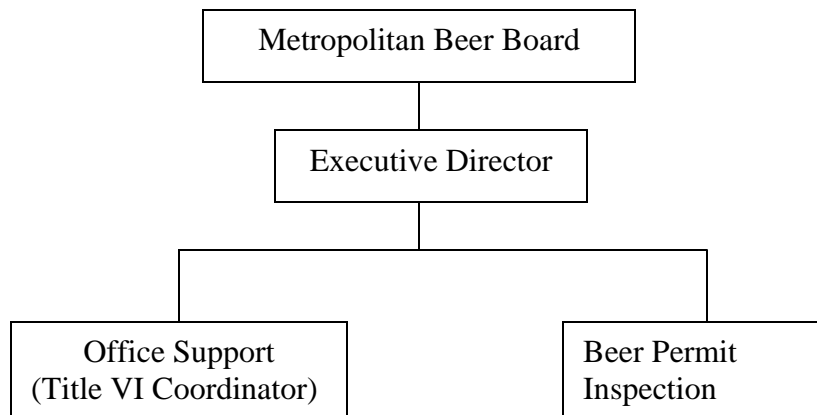 Metropolitan Beer Board
Executive Director
Office Support
(Title VI Coordinator)
Beer Permit
Inspection